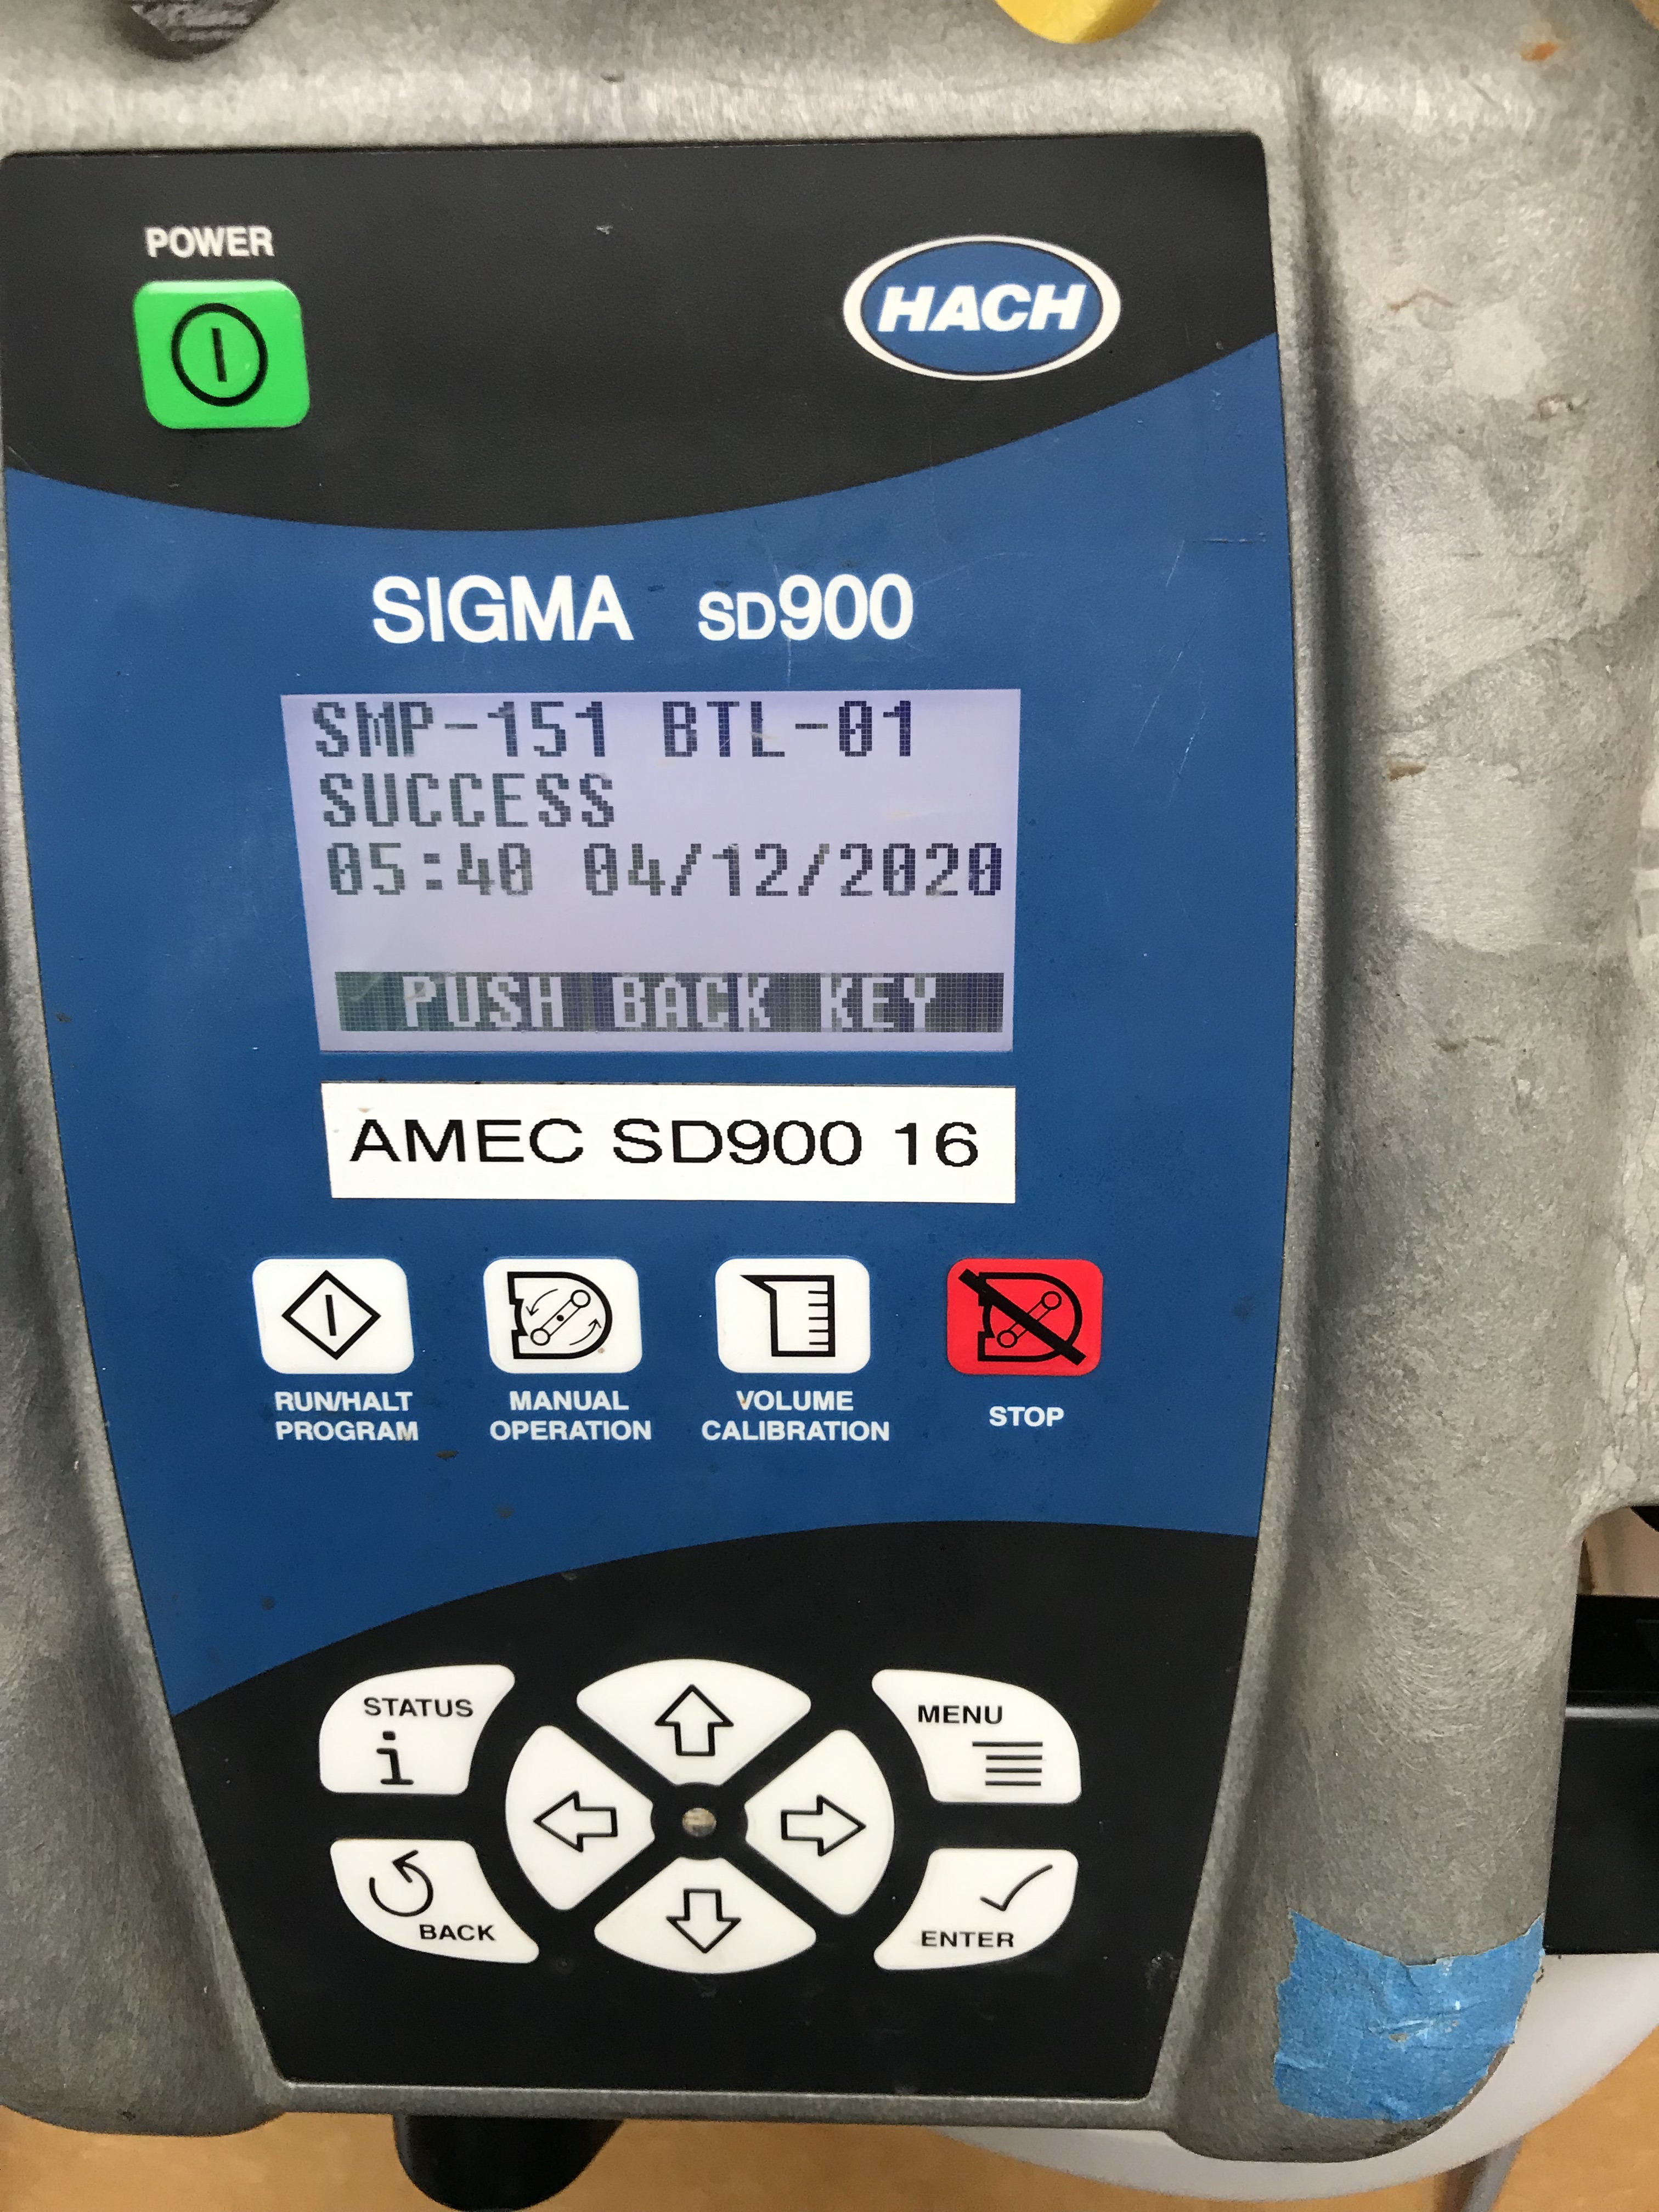 POWER
HACH
SIGMA SD900
SMP-151 BTL-01
SUCCESS
05:40 04/12/2020
PUSH BACK KEY
AMEC SD900 16
RUN/HALT
PROGRAM
MANUAL
OPERATION
VOLUME
CALIBRATION
STOP
STATUS
i
MENU
BACK
ENTER